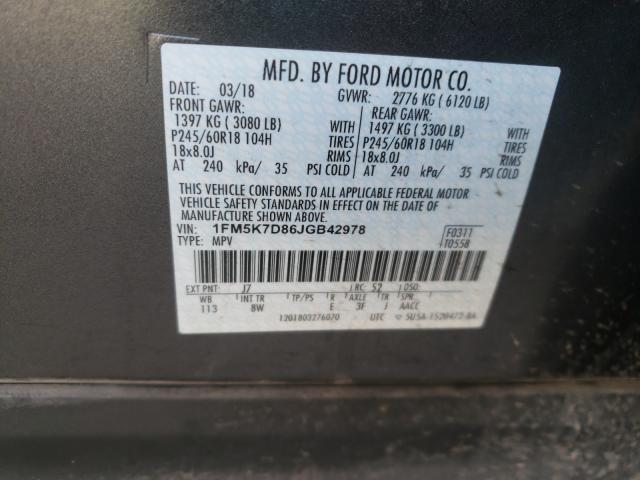 MFD. BY FORD MOTOR CO.
DATE: 03/18 GVWR: 2776 KG ( 6120 LB)
FRONT GAWR: REAR GAWR:
1397 KG ( 3080 LB) WITH 1497 KG ( 3300 LB) WITH
P245/60R18 104H TIRES P245/60R18 104H TIRES
18x8.0J RIMS 18x8.0J RIMS
AT 240 kPa/ 35 PSI COLD AT 240 kPa/ 35 PSI COLD
THIS VEHICLE CONFORMS TO ALL APPLICABLE FEDERAL MOTOR
VEHICLE SAFETY STANDARDS IN EFFECT ON THE DATE OF
MANUFACTURE SHOWN ABOVE.
VIN: 1FM5K7D86JGB42978 F0311
TYPE: MPV T0558
EXT PNT: J7 RC: 52 DSO:
WB INT TR TP/PS R AXLE TR SPR
113 8W E 3F J AACC
1201803276020 UTC 5U5A-1520472-BA